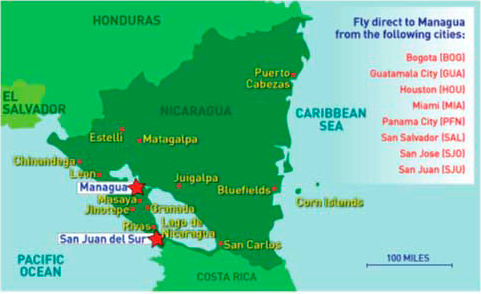 HONDURAS
Fly direct to Managua
from the following cities:
Bogota (BOG)
Guatamala City (GUA)
Houston (HOU)
Miami (MIA)
Panama City (PFN)
San Salvador (SAL)
San Jose (SJO)
San Juan (SJU)
Puerto
Cabezas
EL
SALVADOR
NICARAGUA
CARIBBEAN
SEA
Estelli
Matagalpa
Chinandega
Leon
Managua
Juigalpa
Bluefields
Corn Islands
Masaya
Jinotepe
Granada
Rivas
Lago de
Nicaragua
San Juan del Sur
San Carlos
PACIFIC
OCEAN
COSTA RICA
100 MILES